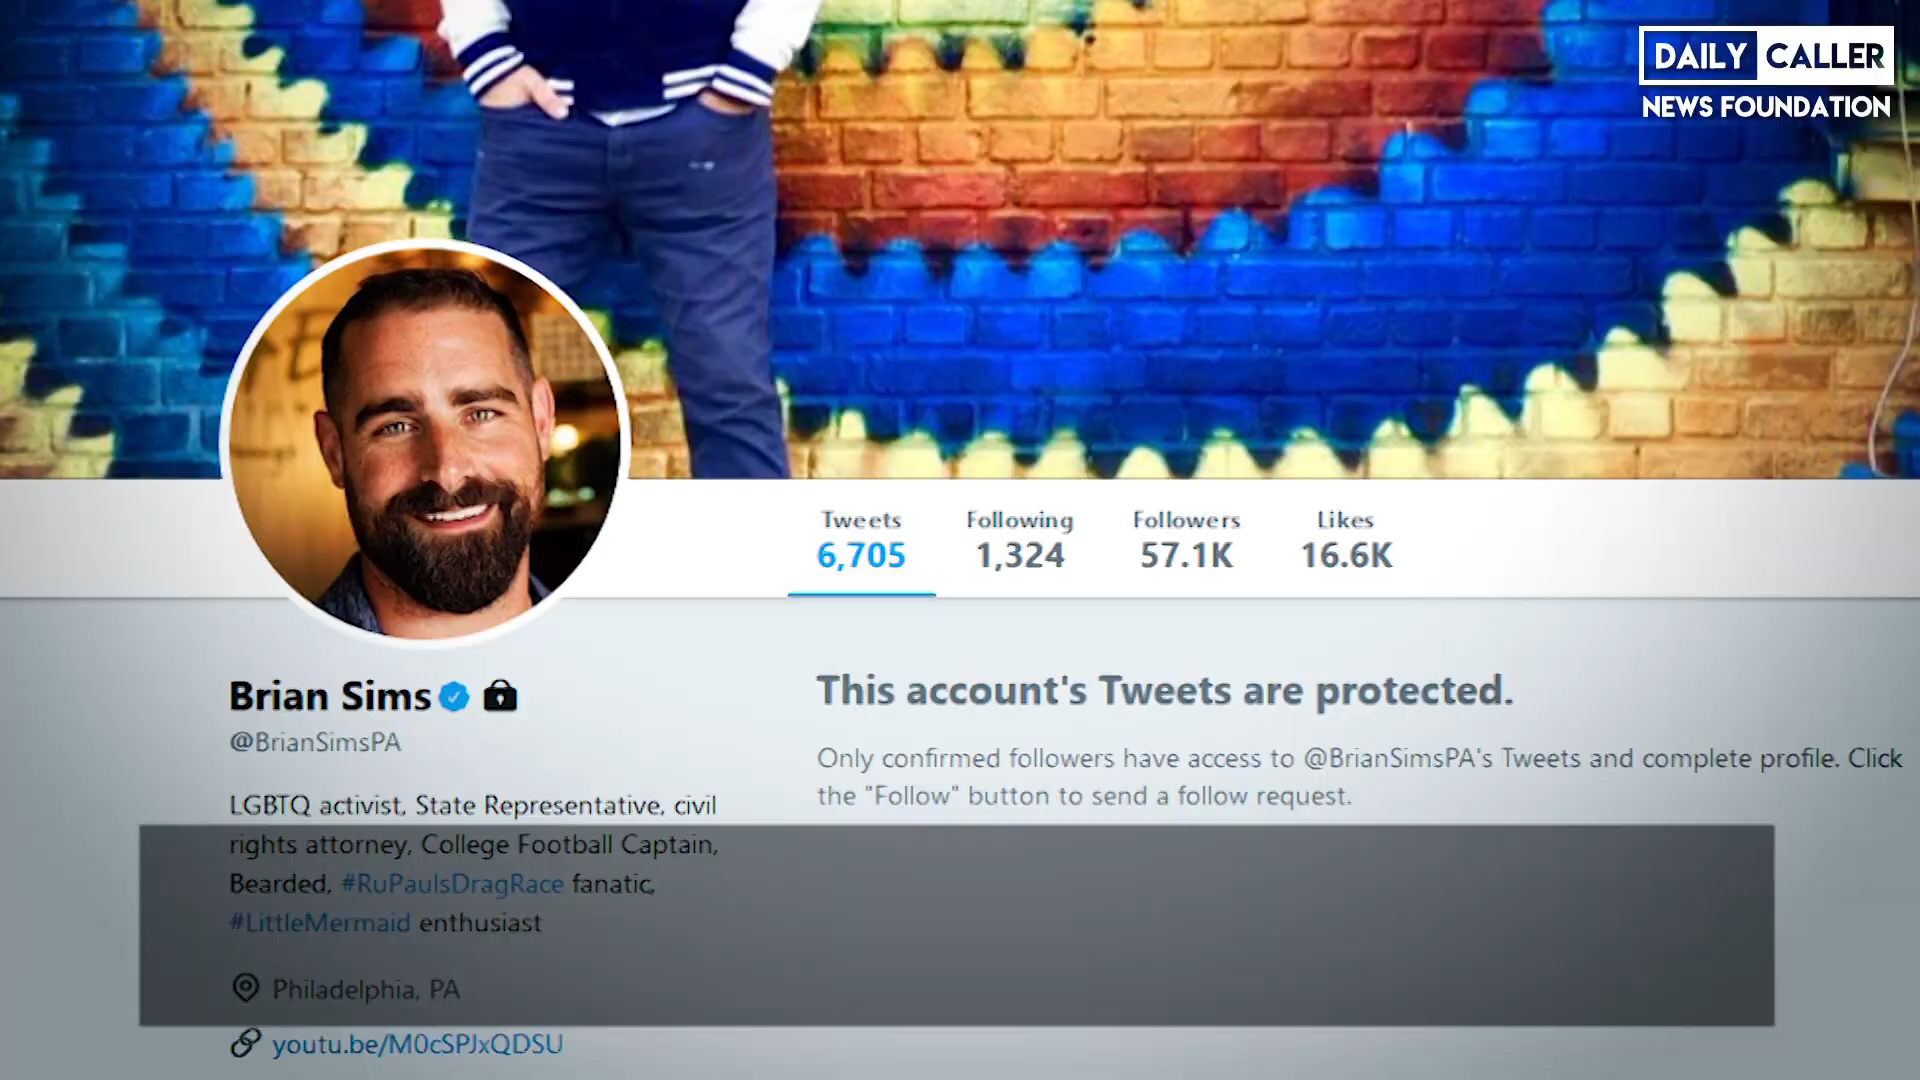 DAILY CALLER
NEWS FOUNDATION
Tweets Following Followers Likes
6,705 1,324 57.1K 16.6K
Brian Sims
@BrianSimsPA
LGBTQ activist, State Representative, civil
rights attorney, College Football Captain,
Bearded, #RuPaulsDragRace fanatic,
#LittleMermaid enthusiast
Philadelphia, PA
youtu.be/M0cSPJxQDSU
This account's Tweets are protected.
Only confirmed followers have access to @BrianSimsPA's Tweets and complete profile. Click
the "Follow" button to send a follow request.